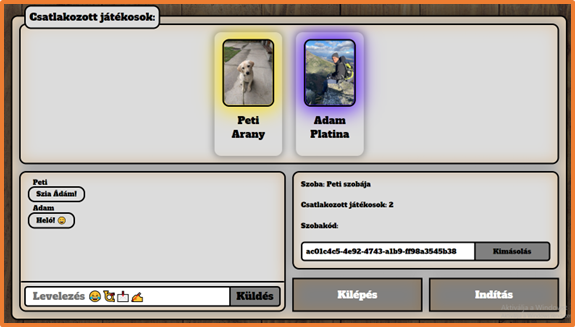 Csatlakozott játékosok:
Peti
Arany
Adam
Platina
Peti
Szia Ádám!
Adam
Heló! 😄
Levelezés 😂
Küldés
Szoba: Peti szobája
Csatlakozott játékosok: 2
Szobakód:
ac01c4c5-4e92-4743-a1b9-ff98a3545b38
Kimásolás
Kilépés
Indítás